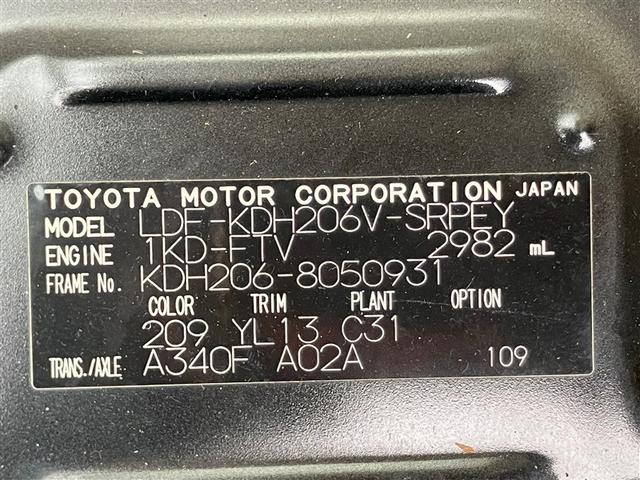 TOYOTA MOTOR CORPORATION JAPAN
MODEL LDF-KDH206V-SRPEY
ENGINE 1KD-FTV 2982 mL
FRAME No. KDH206-8050931
COLOR TRIM PLANT OPTION
209 YL13 C31
TRANS./AXLE A340F A02A 109